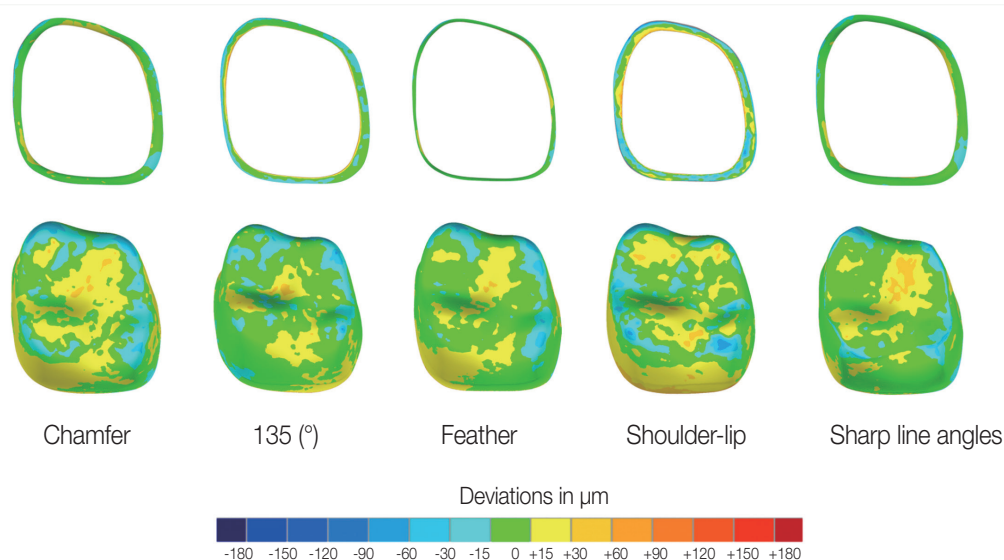 Chamfer 135 (°) Feather Shoulder-lip Sharp line angles
Deviations in µm
-180 -150 -120 -90 -60 -30 -15 0 +15 +30 +60 +90 +120 +150 +180